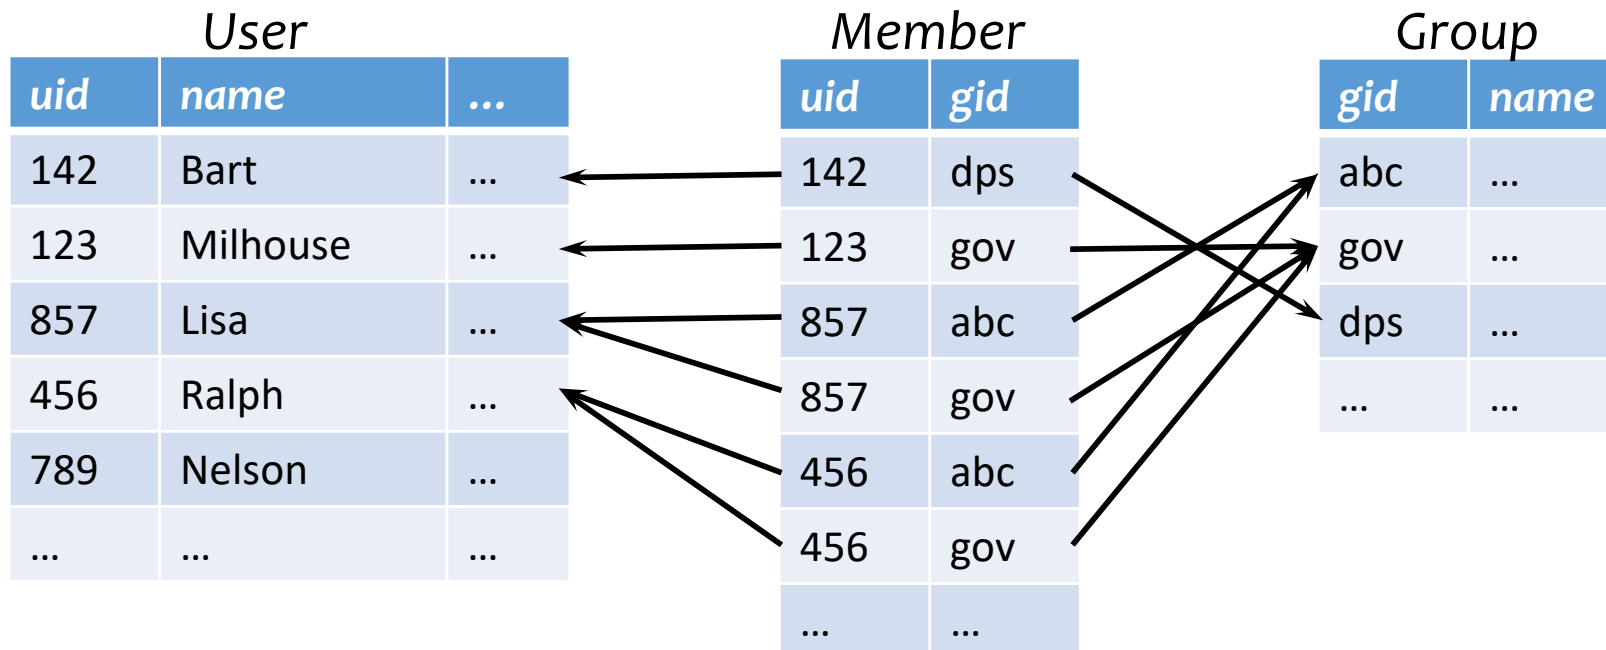 User
uid name ...
142 Bart ...
123 Milhouse ...
857 Lisa ...
456 Ralph ...
789 Nelson ...
... ... ...
Member
uid gid
142 dps
123 gov
857 abc
857 gov
456 abc
456 gov
... ...
Group
gid name
abc ...
gov ...
dps ...
... ...